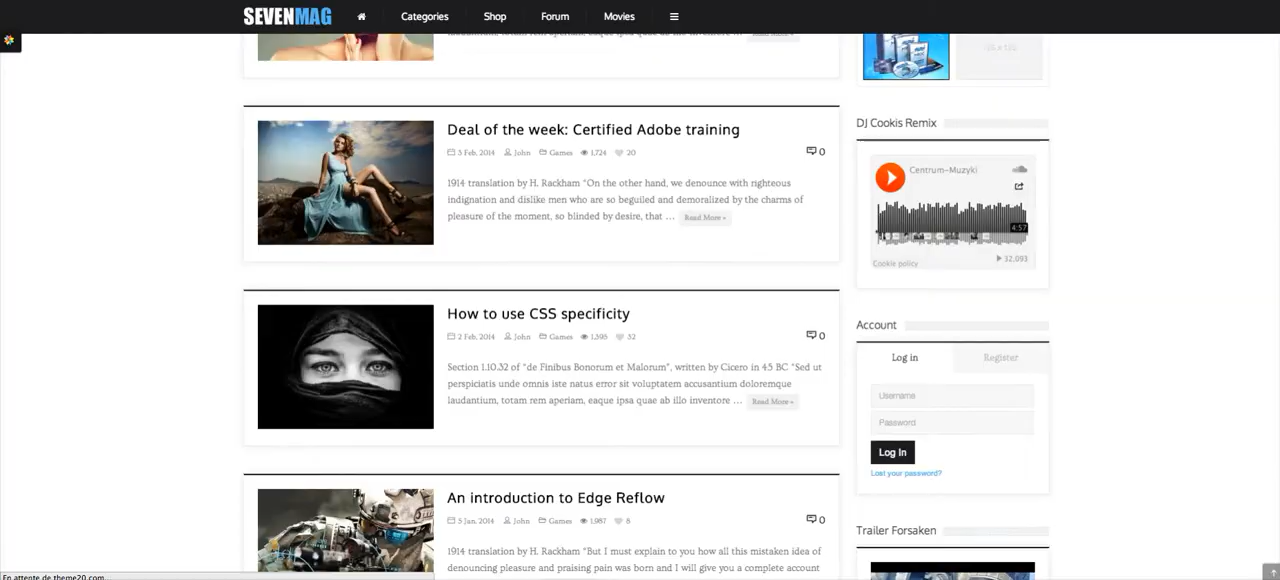 SEVENMAG
Categories
Shop
Forum
Movies
Read More »
Deal of the week: Certified Adobe training
3 Feb, 2014 John Games 1,724 20
0
1914 translation by H. Rackham "On the other hand, we denounce with righteous
indignation and dislike men who are so beguiled and demoralized by the charms of
pleasure of the moment, so blinded by desire, that ... Read More »
How to use CSS specificity
2 Feb, 2014 John Games 1,395 32
0
Section 1.10.32 of "de Finibus Bonorum et Malorum", written by Cicero in 45 BC "Sed ut
perspiciatis unde omnis iste natus error sit voluptatem accusantium doloremque
laudantium, totam rem aperiam, eaque ipsa quae ab illo inventore ... Read More »
An introduction to Edge Reflow
5 Jan, 2014 John Games 1,987 8
0
1914 translation by H. Rackham "But I must explain to you how all this mistaken idea of
denouncing pleasure and praising pain was born and I will give you a complete account
DJ Cookis Remix
Centrum-Muzyki
4:57
Cookie policy
32,093
Account
Log in
Register
Username
Password
Log In
Lost your password?
Trailer Forsaken
En attente de theme20.com...